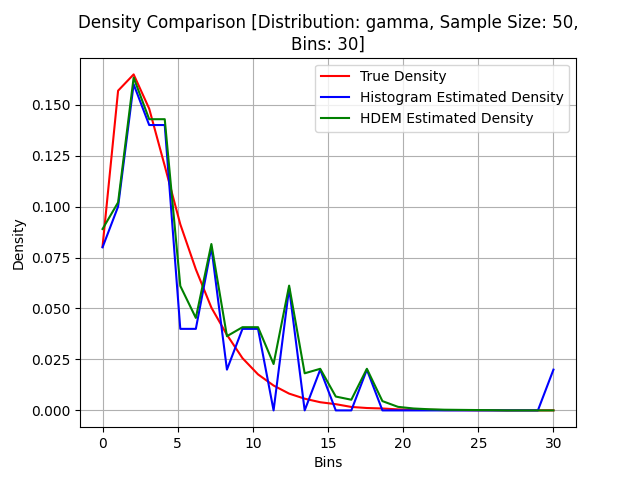 Density Comparison [Distribution: gamma, Sample Size: 50,
Bins: 30]
True Density
Histogram Estimated Density
HDEM Estimated Density
Density
0.150
0.125
0.100
0.075
0.050
0.025
0.000
0 5 10 15 20 25 30
Bins